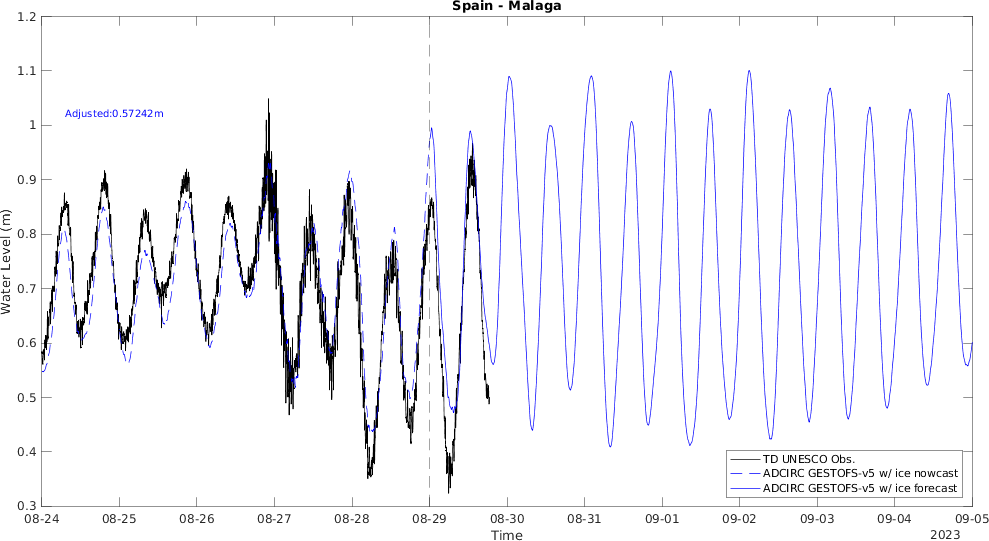 Spain - Malaga
1.2
1.1
1
0.9
0.8
0.7
0.6
0.5
0.4
0.3
Water Level (m)
Adjusted:0.57242m
TD UNESCO Obs.
ADCIRC GESTOFS-v5 w/ ice nowcast
ADCIRC GESTOFS-v5 w/ ice forecast
08-24 08-25 08-26 08-27 08-28 08-29 08-30 08-31 09-01 09-02 09-03 09-04 09-05
Time
2023